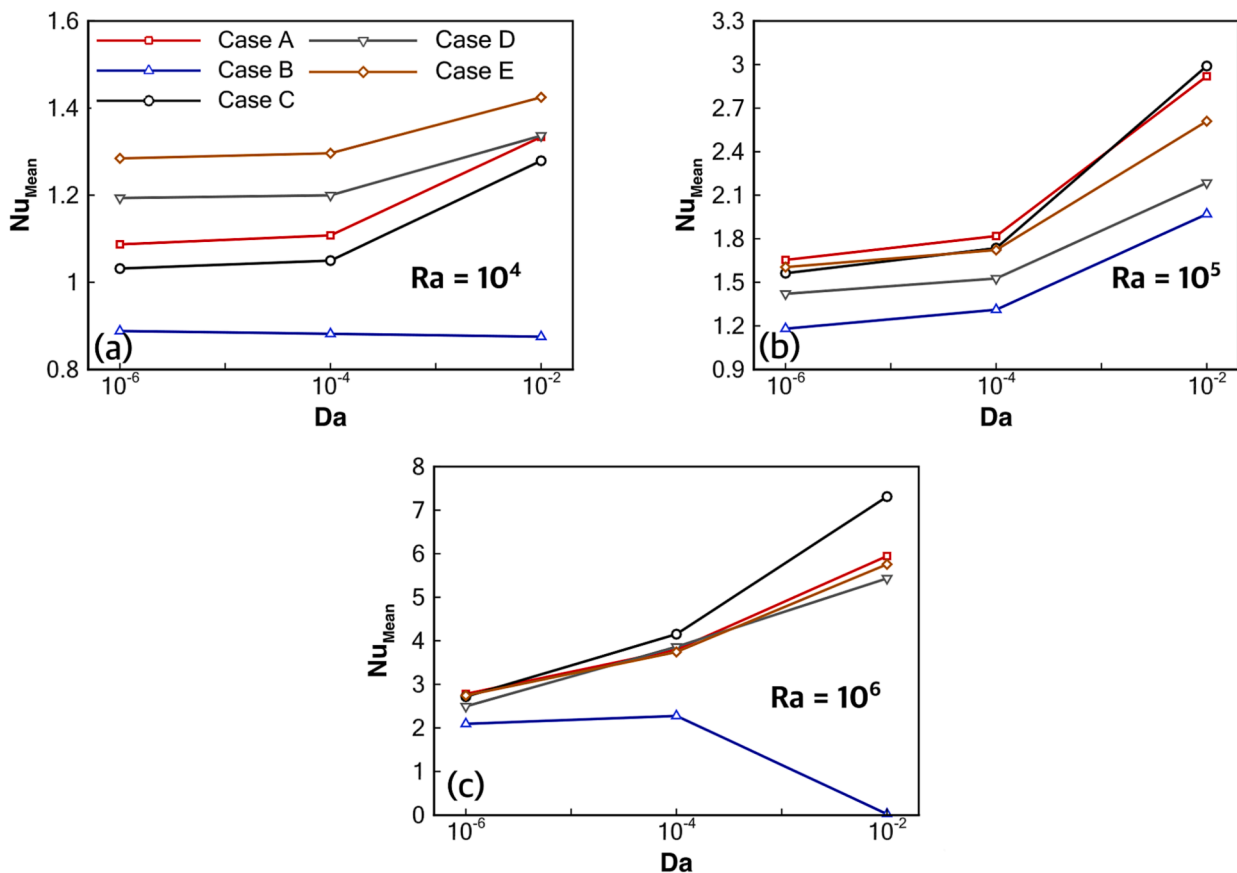 1.6
1.4
1.2
1
0.8
Nu_Mean
Case A
Case B
Case C
Case D
Case E
Ra = 10⁴
(a)
10⁻⁶
10⁻⁴
10⁻²
Da
3.3
3
2.7
2.4
2.1
1.8
1.5
1.2
0.9
Nu_Mean
Ra = 10⁵
(b)
10⁻⁶
10⁻⁴
10⁻²
Da
8
7
6
5
4
3
2
1
0
Nu_Mean
Ra = 10⁶
(c)
10⁻⁶
10⁻⁴
10⁻²
Da